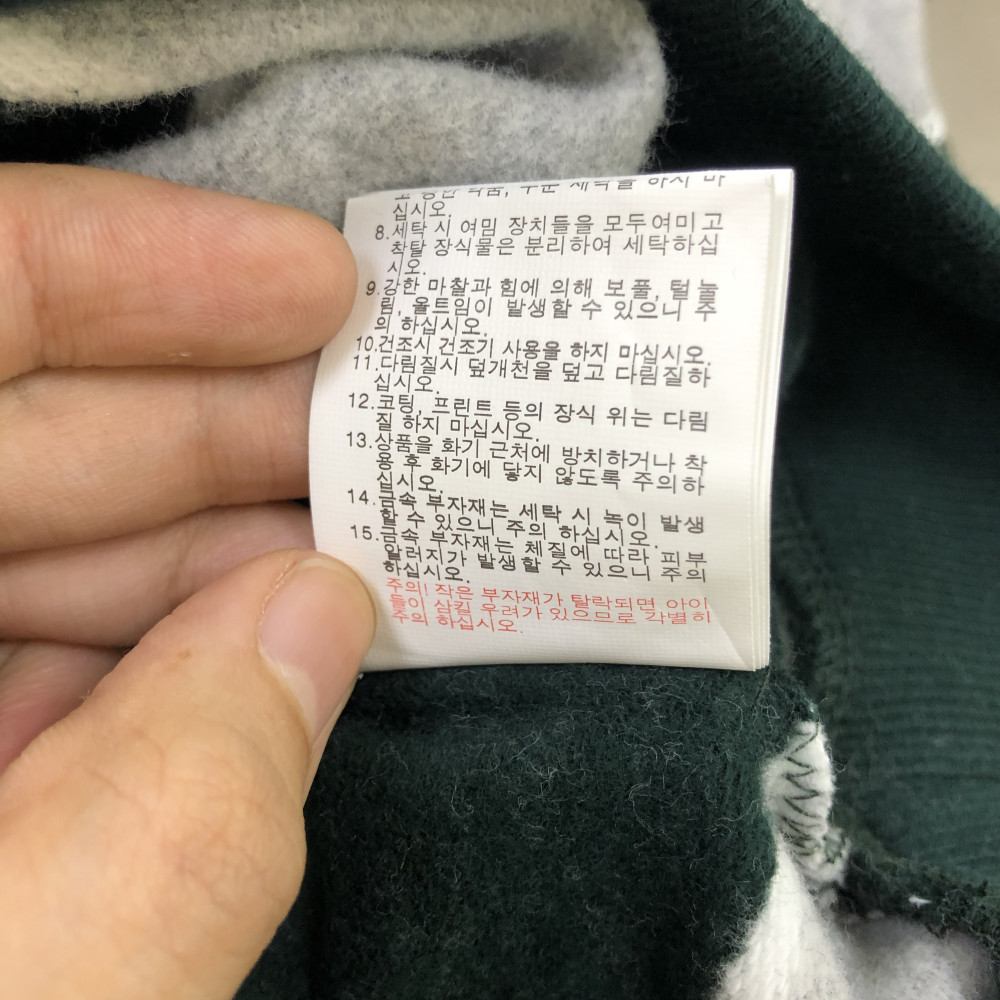 하지 마
십시오.
8.세탁 시 여밈 장치들을 모두여미고
착탈 장식물은 분리하여 세탁하십
시오.
9.강한 마찰과 힘에 의해 보풀, 털눌
림, 올트임이 발생할 수 있으니 주
의 하십시오.
10.건조시 건조기 사용을 하지 마십시오.
11.다림질시 덮개천을 덮고 다림질하
십시오.
12.코팅, 프린트 등의 장식 위는 다림
질 하지 마십시오.
13.상품을 화기 근처에 방치하거나 착
용 후 화기에 닿지 않도록 주의하
십시오.
14.금속 부자재는 세탁 시 녹이 발생
할 수 있으니 주의 하십시오.
15.금속 부자재는 체질에 따라 피부
알러지가 발생할 수 있으니 주의
하십시오.
주의! 작은 부자재가 탈락되면 아이
들이 삼킬 우려가 있으므로 각별히
주의 하십시오.